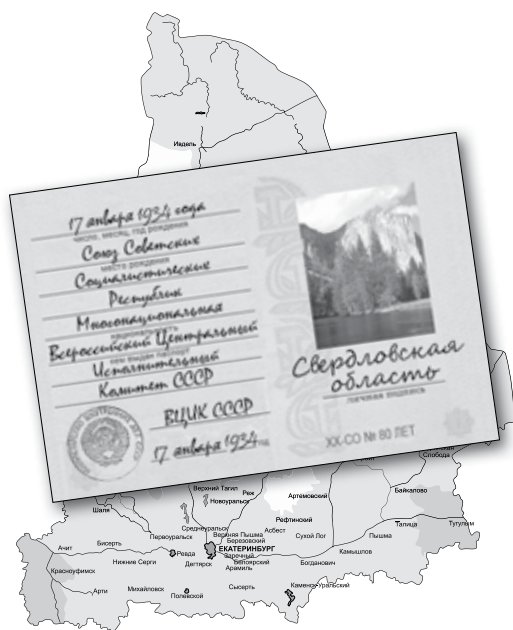 Ивдель
17 января 1934 года
число, месяц, год рождения
Союз Советских
место рождения
Социалистических
Республик
Многонациональная
национальность
Всероссийский Центральный
кем выдан паспорт
Исполнительный
Комитет СССР
ВЦИК СССР
17 января 1934 год
Свердловская
область
личная подпись
XX-СО № 80 ЛЕТ
Слобода
Верхний Тагил
Реж
Артемовский
Байкалово
Новоуральск
Шаля
Рефтинский
Среднеуральск
Талица
Тугулым
Первоуральск
Верхняя Пышма
Асбест
Березовский
Сухой Лог
Пышма
Ачит
Бисерть
ЕКАТЕРИНБУРГ
Камышлов
Ревда
Заречный
Нижние Серги
Дегтярск
Белоярский
Богданович
Арамиль
Красноуфимск
Арти
Михайловск
Полевской
Сысерть
Каменск-Уральский